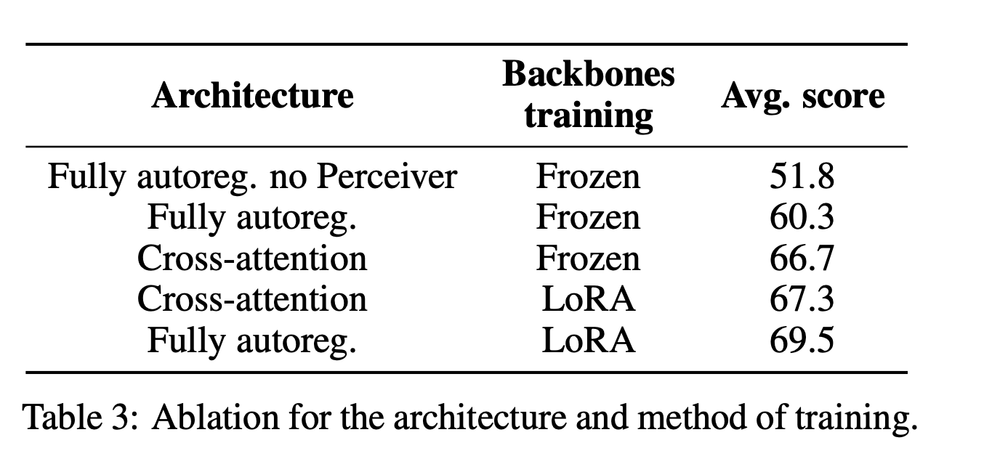 Architecture Backbones training Avg. score
Fully autoreg. no Perceiver Frozen 51.8
Fully autoreg. Frozen 60.3
Cross-attention Frozen 66.7
Cross-attention LoRA 67.3
Fully autoreg. LoRA 69.5
Table 3: Ablation for the architecture and method of training.